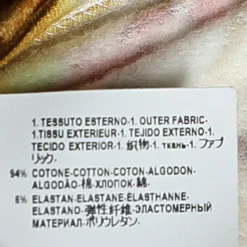 1. TESSUTO ESTERNO-1. OUTER FABRIC-
1.TISSU EXTERIEUR-1. TEJIDO EXTERNO-1.
TECIDO EXTERIOR-1. 织物-1. ткань-1. ファブ
リック-
94% COTONE-COTTON-COTON-ALGODON-
ALGODÃO-棉-ХЛОПОК-綿-
6% ELASTAN-ELASTANE-ÉLASTHANNE-
ELASTANO-弹性纤维-ЭЛАСТОМЕРНЫЙ
МАТЕРИАЛ-ポリウレタン-